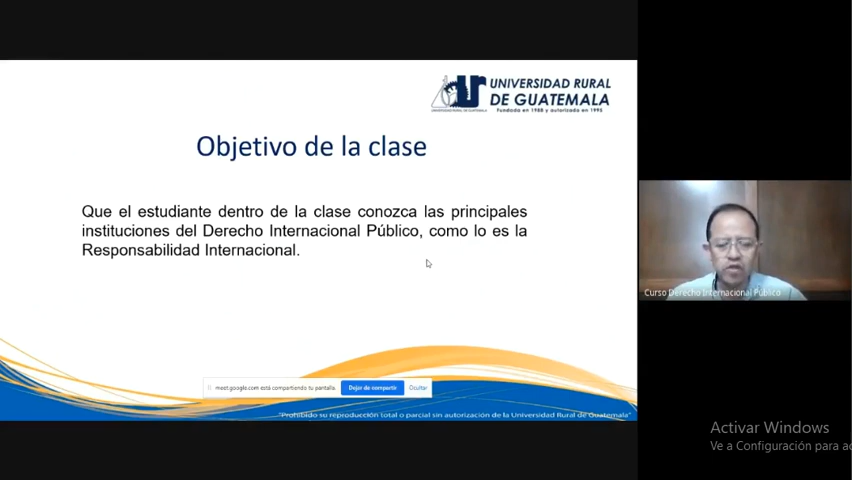 UNIVERSIDAD RURAL
DE GUATEMALA
Fundada en 1988 y autorizada en 1995
Objetivo de la clase
Que el estudiante dentro de la clase conozca las principales
instituciones del Derecho Internacional Público, como lo es la
Responsabilidad Internacional.
Curso Derecho Internacional Público
meet.google.com está compartiendo tu pantalla.
Dejar de compartir
Ocultar
"Prohibido su reproducción total o parcial sin autorización de la Universidad Rural de Guatemala"
Activar Windows
Ve a Configuración para ac